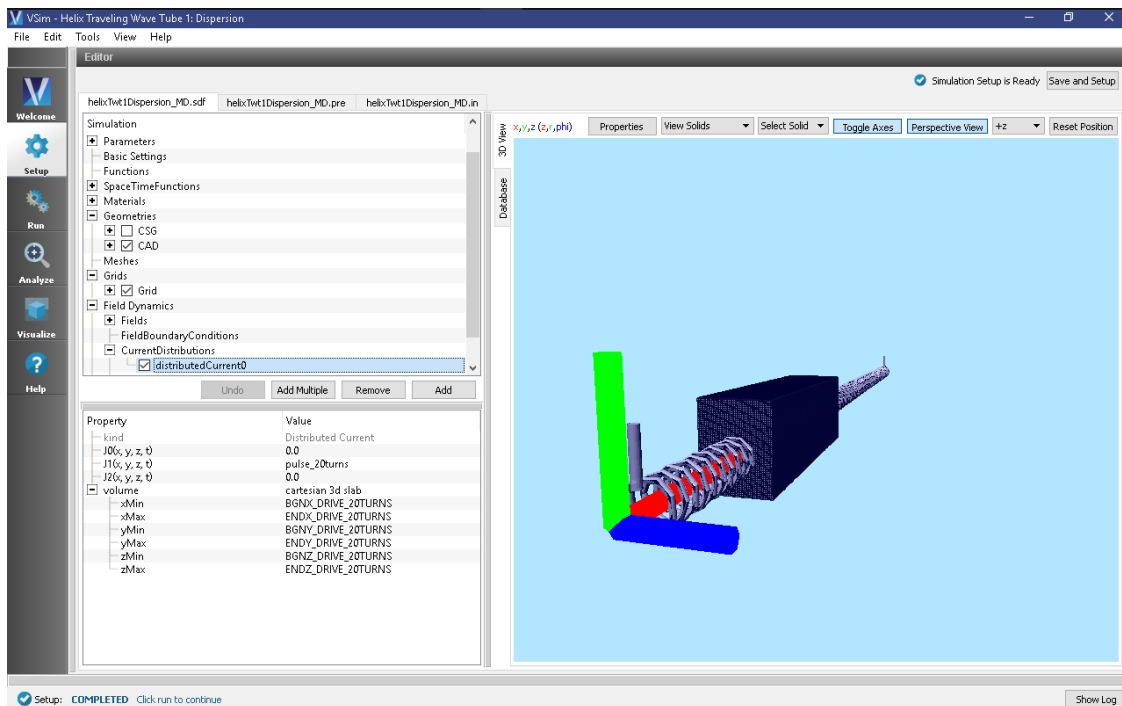 VSim - Helix Traveling Wave Tube 1: Dispersion
File Edit Tools View Help
Editor
Simulation Setup is Ready Save and Setup
helixTwt1Dispersion_MD.sdf helixTwt1Dispersion_MD.pre helixTwt1Dispersion_MD.in
Welcome
Setup
Run
Analyze
Visualize
Help
Simulation
Parameters
Basic Settings
Functions
SpaceTimeFunctions
Materials
Geometries
CSG
CAD
Meshes
Grids
Grid
Field Dynamics
Fields
FieldBoundaryConditions
CurrentDistributions
distributedCurrent0
Undo Add Multiple Remove Add
Property Value
kind Distributed Current
J0(x, y, z, t) 0.0
J1(x, y, z, t) pulse_20turns
J2(x, y, z, t) 0.0
volume cartesian 3d slab
xMin BGNX_DRIVE_20TURNS
xMax ENDX_DRIVE_20TURNS
yMin BGNY_DRIVE_20TURNS
yMax ENDY_DRIVE_20TURNS
zMin BGNZ_DRIVE_20TURNS
zMax ENDZ_DRIVE_20TURNS
3D View
Database
x,y,z (z,r,phi) Properties View Solids Select Solid Toggle Axes Perspective View +z Reset Position
Setup: COMPLETED Click run to continue
Show Log